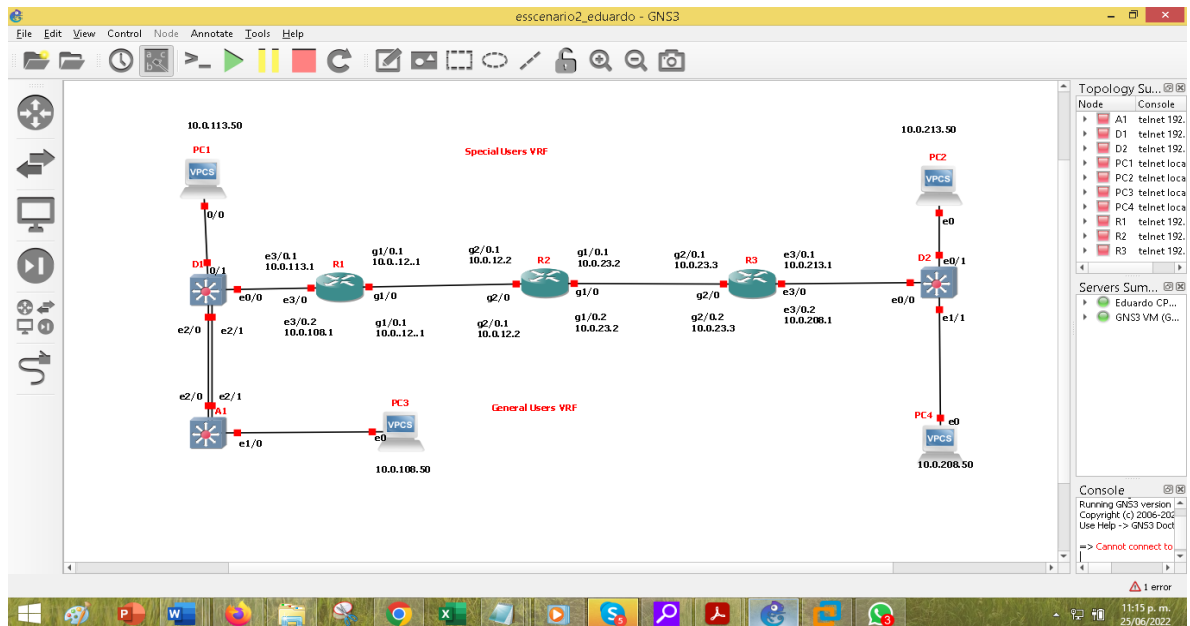 esscenario2_eduardo - GNS3
File Edit View Control Node Annotate Tools Help
Topology Su...
Node Console
A1 telnet 192.
D1 telnet 192.
D2 telnet 192.
PC1 telnet loca
PC2 telnet loca
PC3 telnet loca
PC4 telnet loca
R1 telnet 192.
R2 telnet 192.
R3 telnet 192.
Servers Sum...
Eduardo CP...
GNS3 VM (G...
Console
Running GNS3 version
Copyright (c) 2006-202
Use Help -> GNS3 Doct
=> Cannot connect to
1 error
10.0.113.50
PC1
VPCS
0/0
Special Users VRF
10.0.213.50
PC2
VPCS
e0
D1
0/1
e0/0
e3/0.1
10.0.113.1
e3/0
e3/0.2
10.0.108.1
R1
g1/0.1
10.0.12..1
g1/0
g1/0.1
10.0..12..1
g2/0.1
10.0.12.2
g2/0
g2/0.1
10.0.12.2
R2
g1/0.1
10.0.23.2
g1/0
g1/0.2
10.0.23.2
g2/0.1
10.0.23.3
g2/0
g2/0.2
10.0.23.3
R3
e3/0.1
10.0.213.1
e3/0
e3/0.2
10.0.208.1
D2
e0/1
e0/0
e1/1
e2/0
e2/1
e2/0
e2/1
A1
e1/0
PC3
VPCS
e0
10.0.108.50
General Users VRF
PC4
e0
VPCS
10.0.208.50
11:15 p. m.
25/06/2022